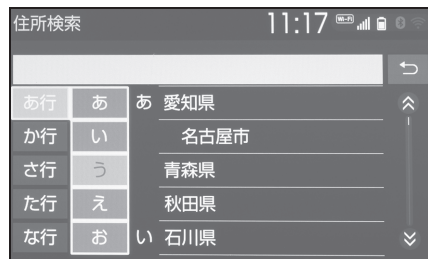 住所検索 11:17 Wi-Fi
あ行 あ あ 愛知県
か行 い 名古屋市
さ行 う 青森県
た行 え 秋田県
な行 お い 石川県